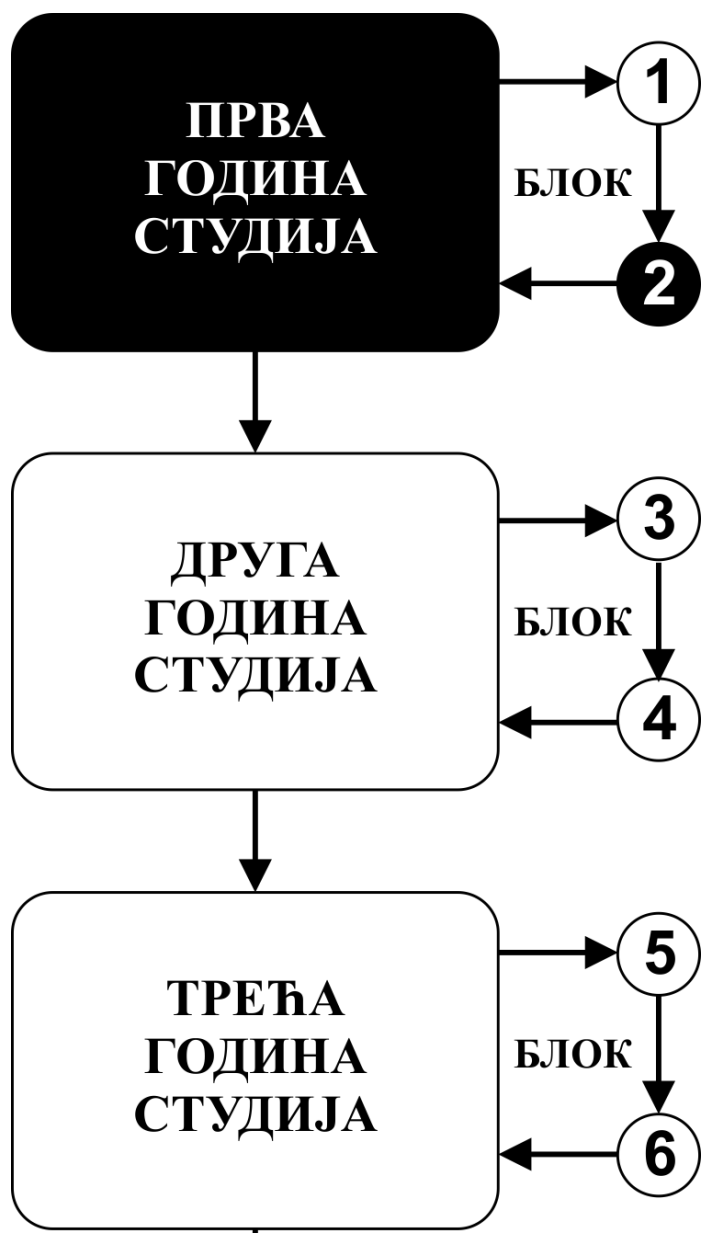 ПРВА
ГОДИНА
СТУДИЈА
1
БЛОК
2
ДРУГА
ГОДИНА
СТУДИЈА
3
БЛОК
4
ТРЕЋА
ГОДИНА
СТУДИЈА
5
БЛОК
6